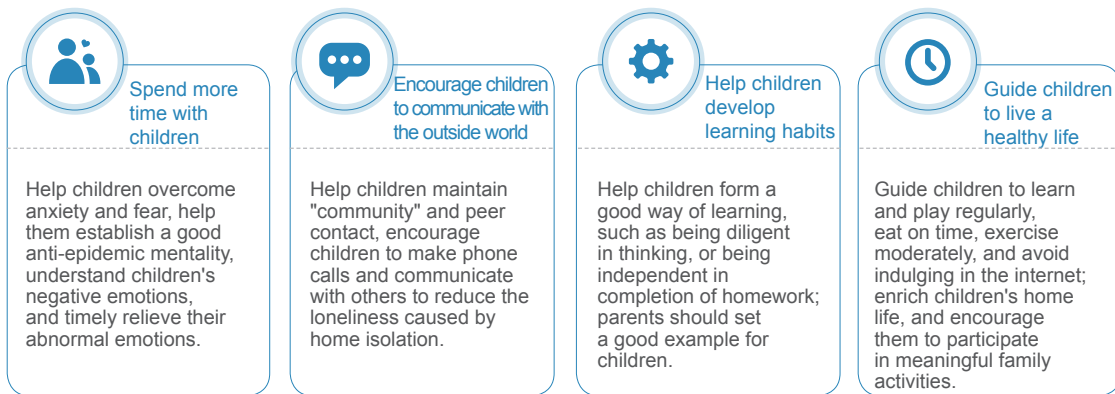 Spend more
time with
children
Help children overcome
anxiety and fear, help
them establish a good
anti-epidemic mentality,
understand children's
negative emotions,
and timely relieve their
abnormal emotions.
Encourage children
to communicate with
the outside world
Help children maintain
"community" and peer
contact, encourage
children to make phone
calls and communicate
with others to reduce the
loneliness caused by
home isolation.
Help children
develop
learning habits
Help children form a
good way of learning,
such as being diligent
in thinking, or being
independent in
completion of homework;
parents should set
a good example for
children.
Guide children
to live a
healthy life
Guide children to learn
and play regularly,
eat on time, exercise
moderately, and avoid
indulging in the internet;
enrich children's home
life, and encourage
them to participate
in meaningful family
activities.